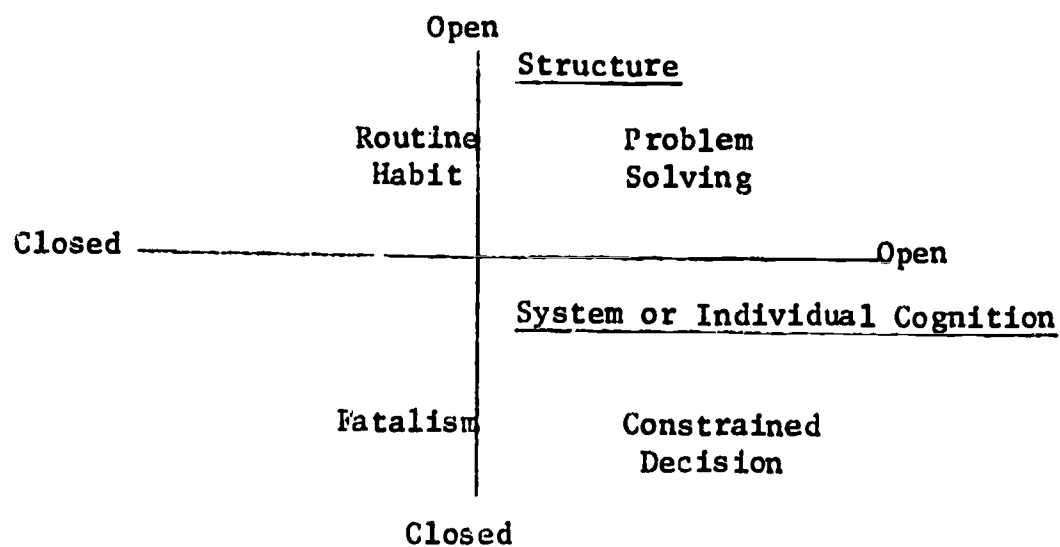 Open
Structure
Routine Problem
Habit Solving
Closed Open
System or Individual Cognition
Fatalism Constrained
Decision
Closed